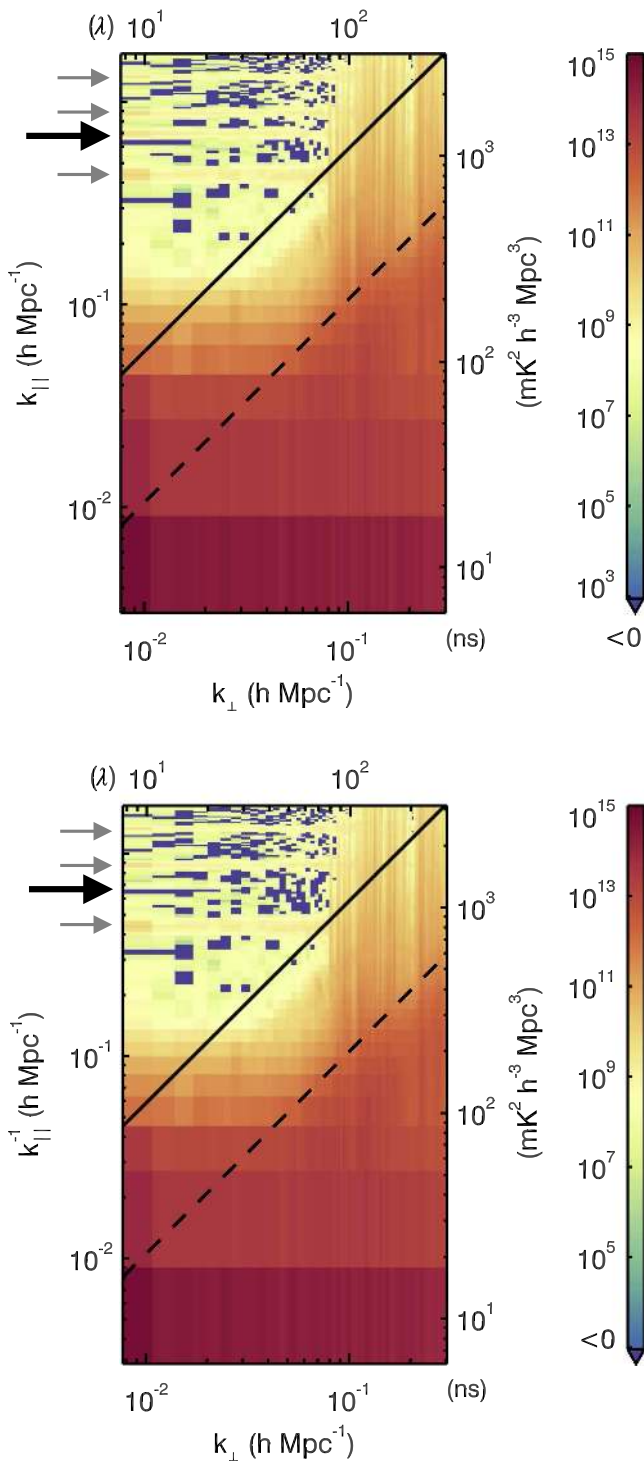 (λ) 10¹ 10²
10¹⁵
10¹³
10¹¹
10⁹
10⁷
10⁵
10³
<0
k|| (h Mpc⁻¹)
10⁻¹
10⁻²
10³
10²
10¹
(mK² h⁻³ Mpc³)
10⁻² 10⁻¹ (ns)
k⊥ (h Mpc⁻¹)
(λ) 10¹ 10²
10¹⁵
10¹³
10¹¹
10⁹
10⁷
10⁵
<0
k||⁻¹ (h Mpc⁻¹)
10⁻¹
10⁻²
10³
10²
10¹
(mK² h⁻³ Mpc³)
10⁻² 10⁻¹ (ns)
k⊥ (h Mpc⁻¹)